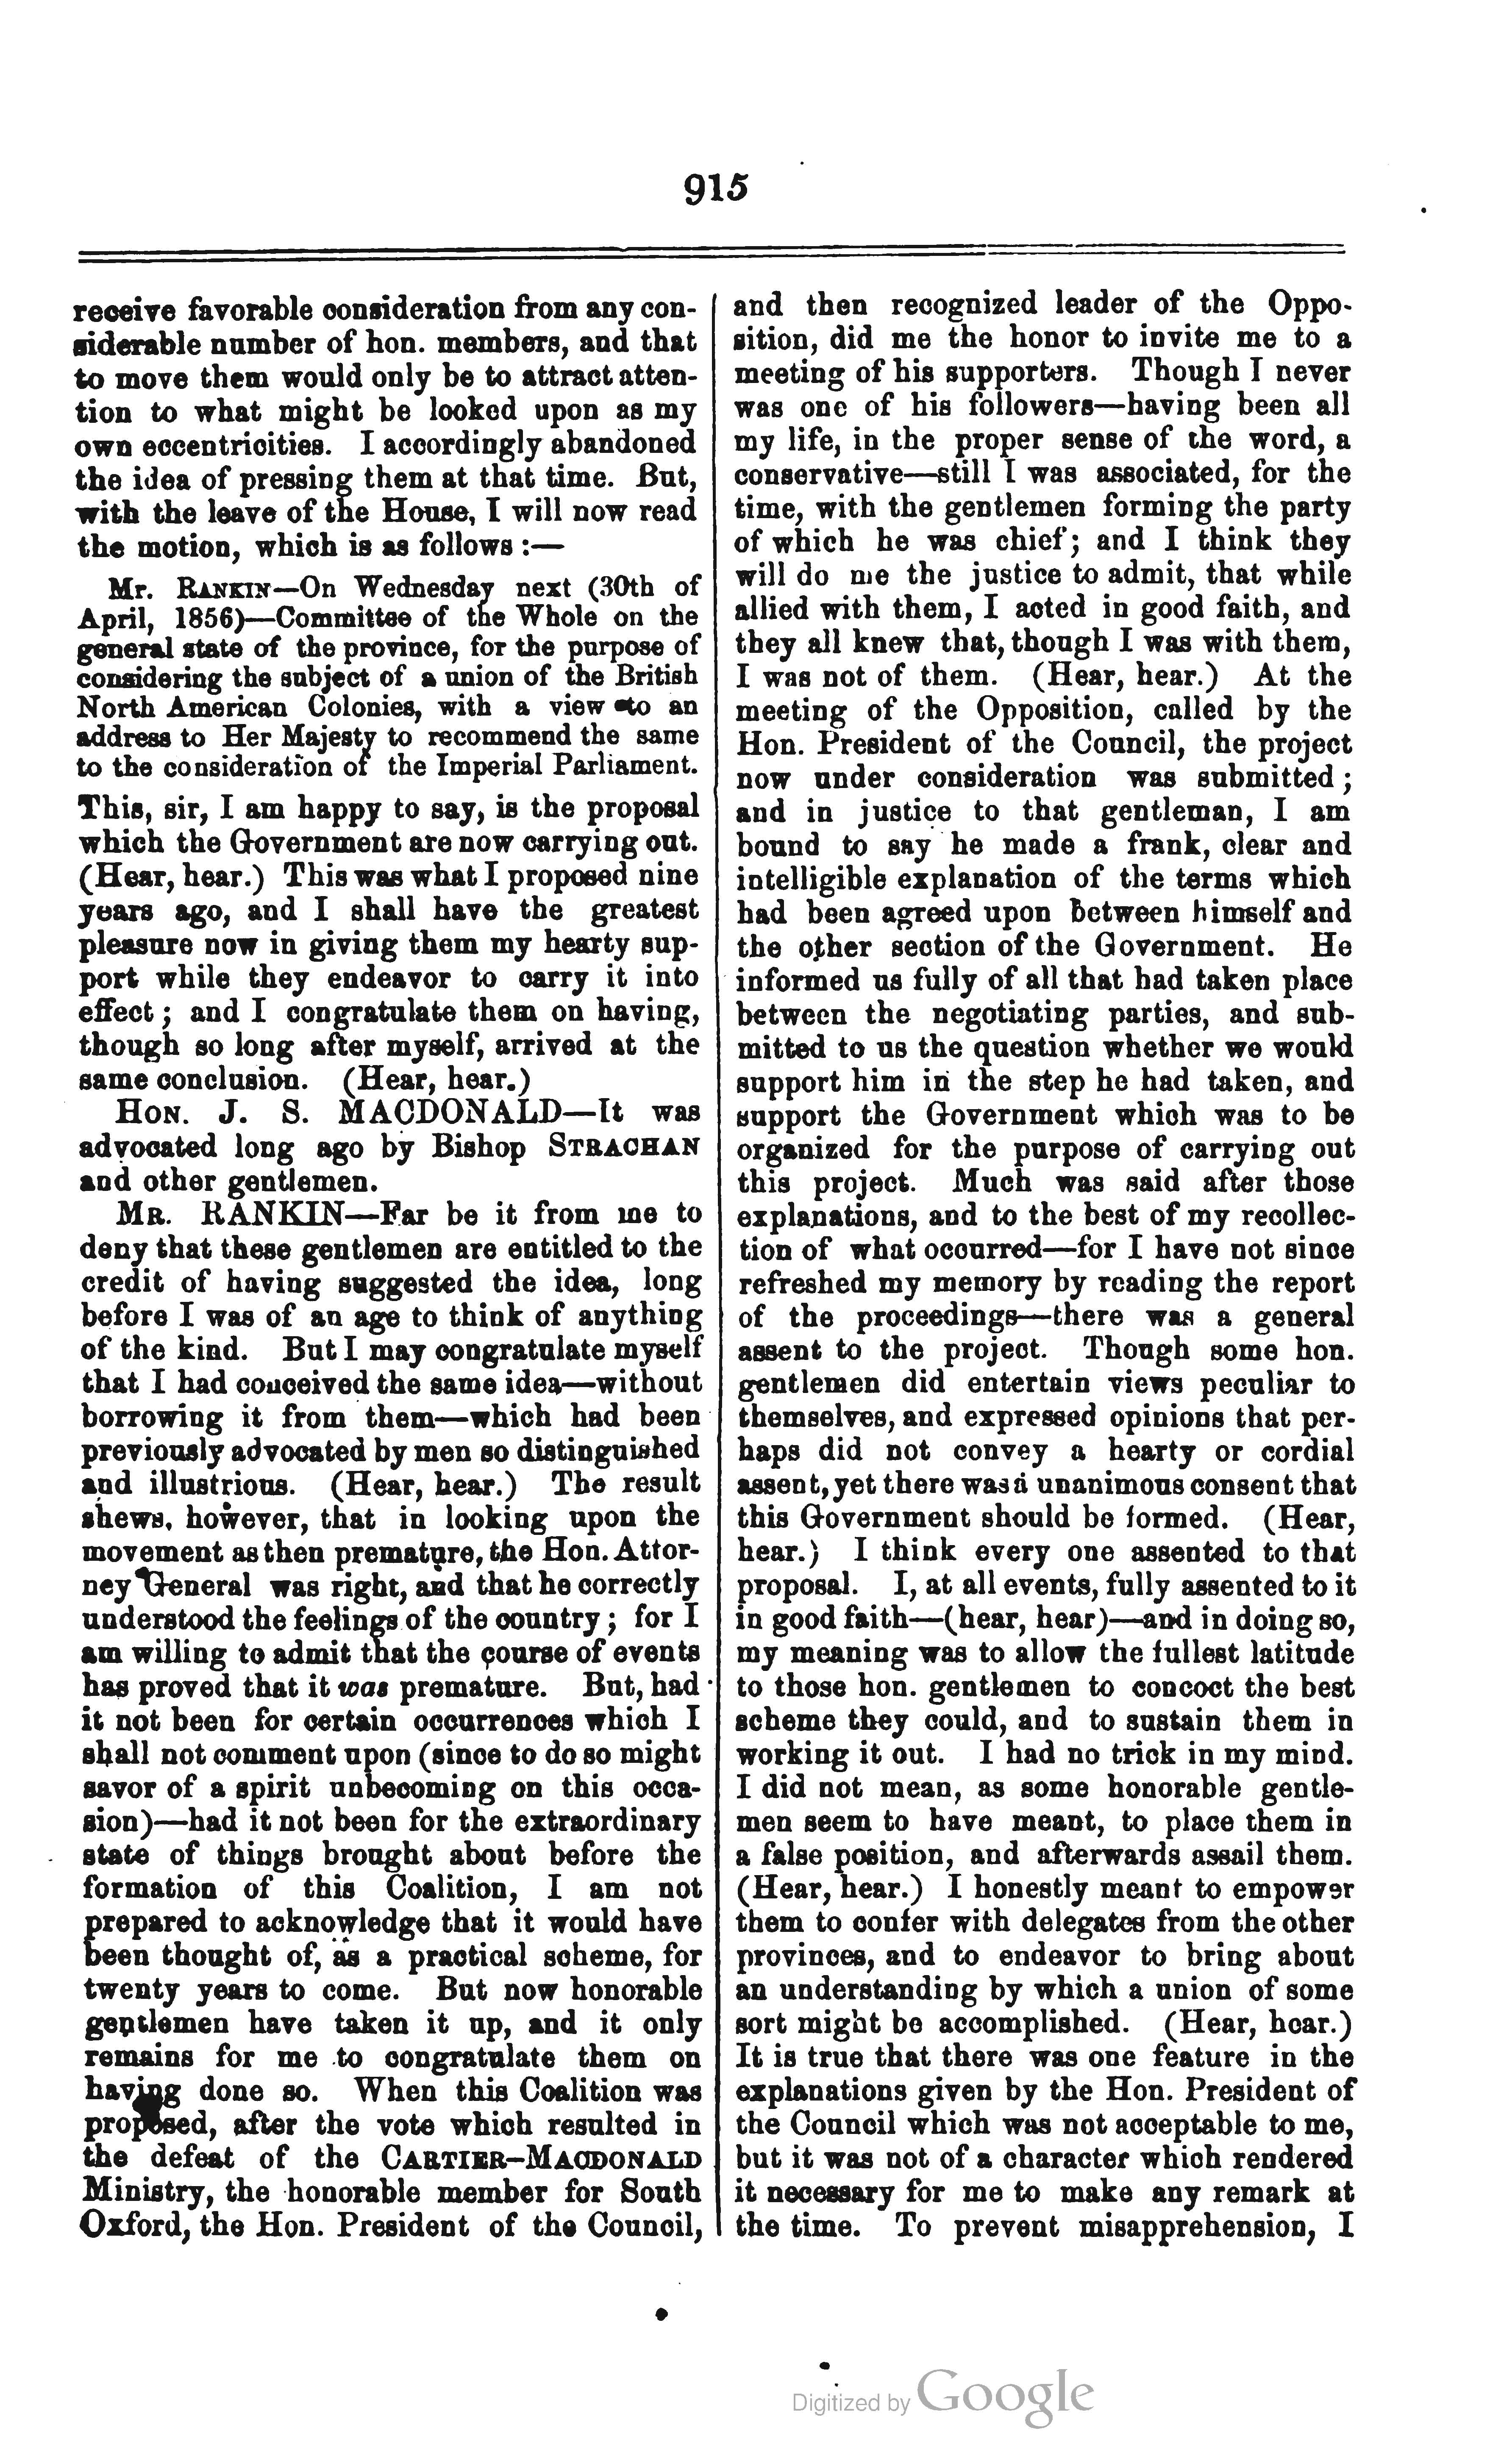 915
receive favorable consideration from any con-
siderable number of hon. members, and that
to move them would only be to attract atten-
tion to what might be looked upon as my
own eccentricities. I accordingly abandoned
the idea of pressing them at that time. But,
with the leave of the House, I will now read
the motion, which is as follows :—
Mr. RANKIN—On Wednesday next (30th of
April, 1856)—Committee of the Whole on the
general state of the province, for the purpose of
considering the subject of a union of the British
North American Colonies, with a view to an
address to Her Majesty to recommend the same
to the consideration of the Imperial Parliament.
This, sir, I am happy to say, is the proposal
which the Government are now carrying out.
(Hear, hear.) This was what I proposed nine
years ago, and I shall have the greatest
pleasure now in giving them my hearty sup-
port while they endeavor to carry it into
effect ; and I congratulate them on having,
though so long after myself, arrived at the
same conclusion. (Hear, hear.)
HON. J. S. MACDONALD—It was
advocated long ago by Bishop STRACHAN
and other gentlemen.
MR. RANKIN—Far be it from me to
deny that these gentlemen are entitled to the
credit of having suggested the idea, long
before I was of an age to think of anything
of the kind. But I may congratulate myself
that I had conceived the same idea—without
borrowing it from them—which had been
previously advocated by men so distinguished
and illustrious. (Hear, hear.) The result
shews, however, that in looking upon the
movement as then premature, the Hon. Attor-
ney General was right, and that he correctly
understood the feelings of the country ; for I
am willing to admit that the course of events
has proved that it was premature. But, had
it not been for certain occurrences which I
shall not comment upon (since to do so might
savor of a spirit unbecoming on this occa-
sion)—had it not been for the extraordinary
state of things brought about before the
formation of this Coalition, I am not
prepared to acknowledge that it would have
been thought of, as a practical scheme, for
twenty years to come. But now honorable
gentlemen have taken it up, and it only
remains for me to congratulate them on
having done so. When this Coalition was
proposed, after the vote which resulted in
the defeat of the CARTIER-MACDONALD
Ministry, the honorable member for South
Oxford, the Hon. President of the Council,
and then recognized leader of the Oppo-
sition, did me the honor to invite me to a
meeting of his supporters. Though I never
was one of his followers—having been all
my life, in the proper sense of the word, a
conservative—still I was associated, for the
time, with the gentlemen forming the party
of which he was chief ; and I think they
will do me the justice to admit, that while
allied with them, I acted in good faith, and
they all knew that, though I was with them,
I was not of them. (Hear, hear.) At the
meeting of the Opposition, called by the
Hon. President of the Council, the project
now under consideration was submitted ;
and in justice to that gentleman, I am
bound to say he made a frank, clear and
intelligible explanation of the terms which
had been agreed upon between himself and
the other section of the Government. He
informed us fully of all that had taken place
between the negotiating parties, and sub-
mitted to us the question whether we would
support him in the step he had taken, and
support the Government which was to be
organized for the purpose of carrying out
this project. Much was said after those
explanations, and to the best of my recollec-
tion of what occurred—for I have not since
refreshed my memory by reading the report
of the proceedings—there was a general
assent to the project. Though some hon.
gentlemen did entertain views peculiar to
themselves, and expressed opinions that per-
haps did not convey a hearty or cordial
assent, yet there was a unanimous consent that
this Government should be formed. (Hear,
hear.) I think every one assented to that
proposal. I, at all events, fully assented to it
in good faith—(hear, hear)—and in doing so,
my meaning was to allow the fullest latitude
to those hon. gentlemen to concoct the best
scheme they could, and to sustain them in
working it out. I had no trick in my mind.
I did not mean, as some honorable gentle-
men seem to have meant, to place them in
a false position, and afterwards assail them.
(Hear, hear.) I honestly meant to empower
them to confer with delegates from the other
provinces, and to endeavor to bring about
an understanding by which a union of some
sort might be accomplished. (Hear, hear.)
It is true that there was one feature in the
explanations given by the Hon. President of
the Council which was not acceptable to me,
but it was not of a character which rendered
it necessary for me to make any remark at
the time. To prevent misapprehension, I
Digitized by Google